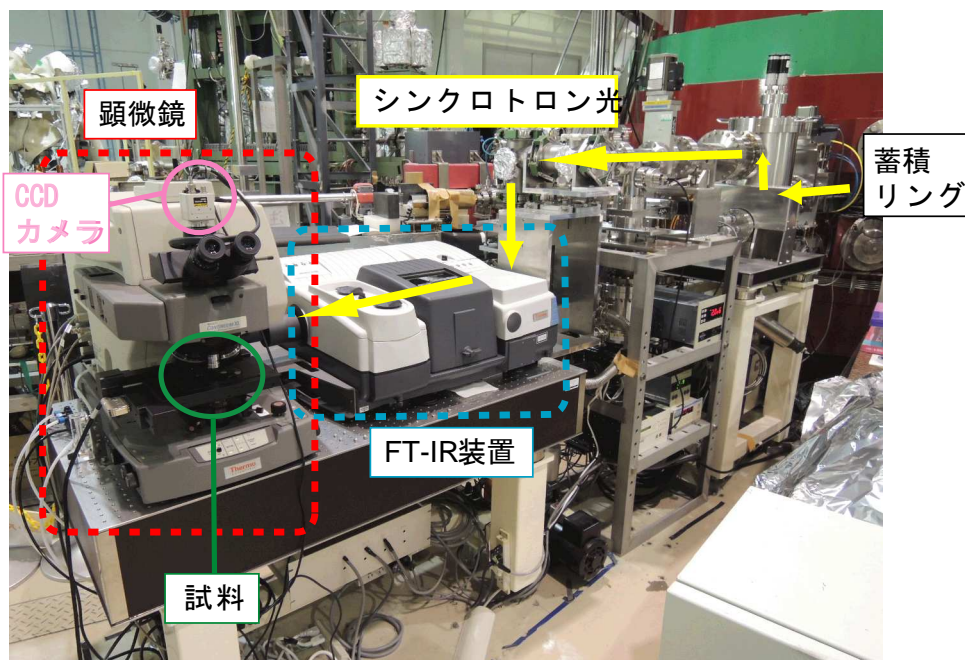 顕微鏡
シンクロトロン光
蓄積
リング
CCD
カメラ
FT-IR装置
試料
Thermo